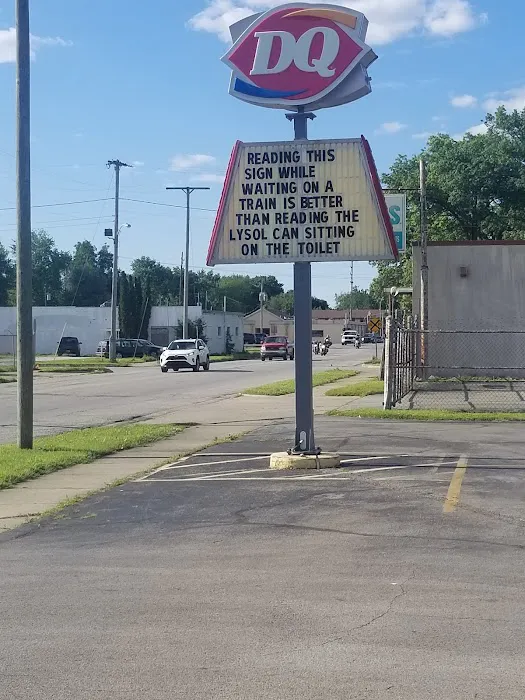 DQ
READING THIS
SIGN WHILE
WAITING ON A
TRAIN IS BETTER
THAN READING THE
LYSOL CAN SITTING
ON THE TOILET